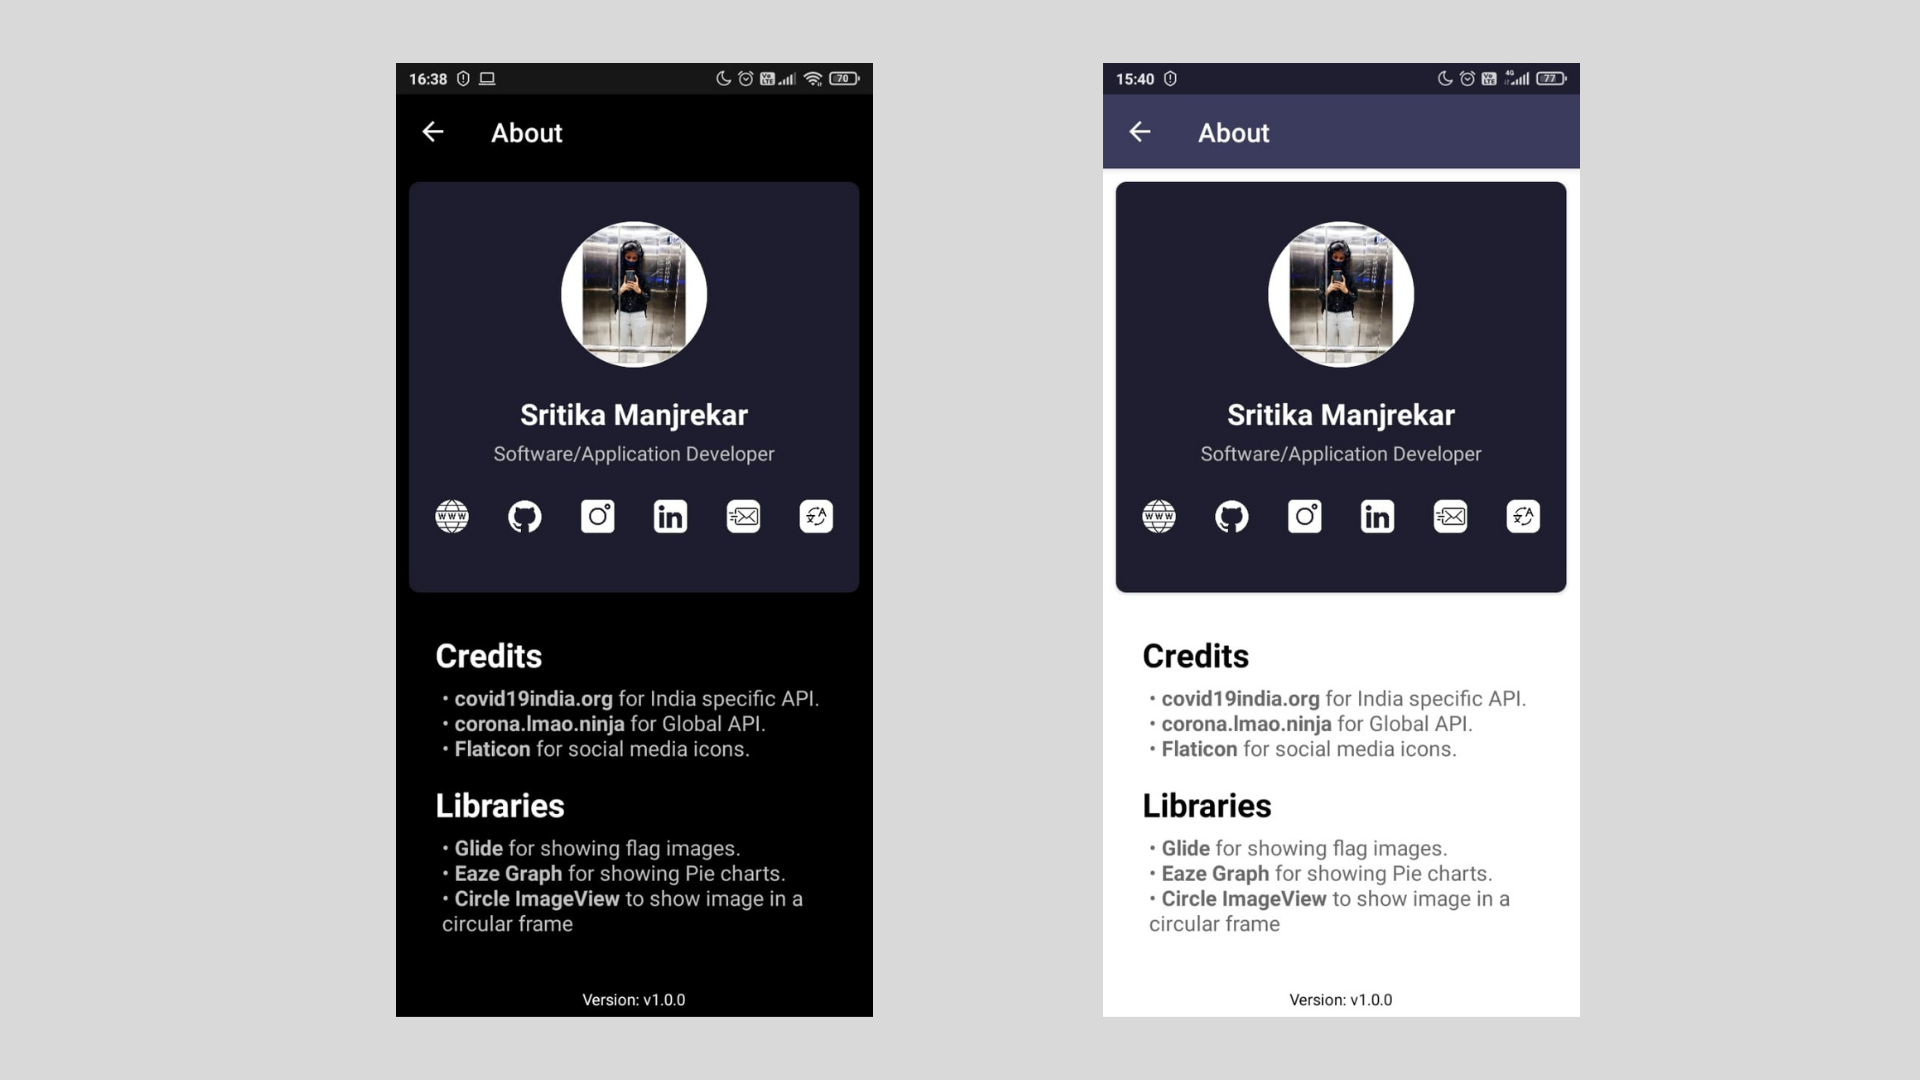 16:38
70
About
Sritika Manjrekar
Software/Application Developer
WWW
in
Credits
• covid19india.org for India specific API.
• corona.lmao.ninja for Global API.
• Flaticon for social media icons.
Libraries
• Glide for showing flag images.
• Eaze Graph for showing Pie charts.
• Circle ImageView to show image in a
circular frame
Version: v1.0.0
15:40
4G
77
About
Sritika Manjrekar
Software/Application Developer
WWW
in
Credits
• covid19india.org for India specific API.
• corona.lmao.ninja for Global API.
• Flaticon for social media icons.
Libraries
• Glide for showing flag images.
• Eaze Graph for showing Pie charts.
• Circle ImageView to show image in a
circular frame
Version: v1.0.0